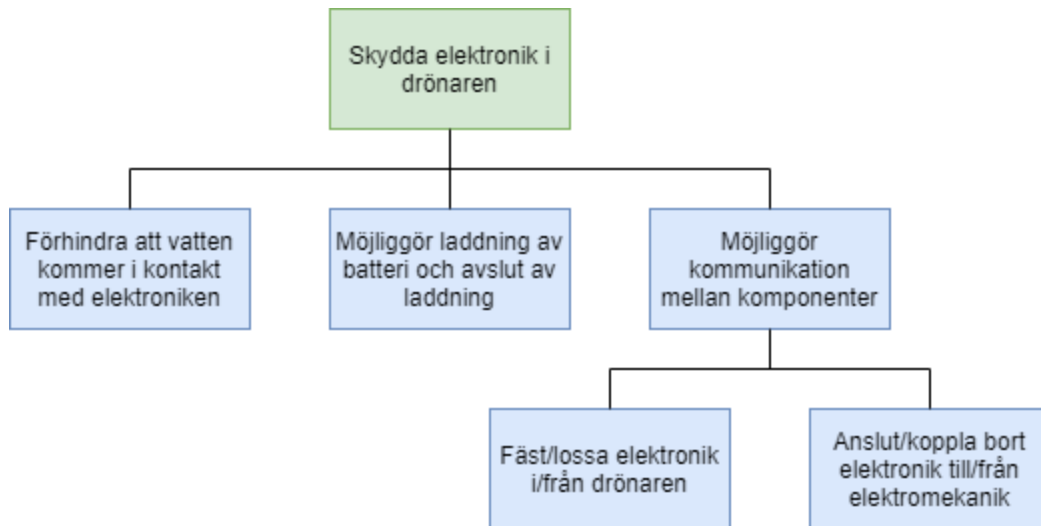 Skydda elektronik i
drönaren
Förhindra att vatten
kommer i kontakt
med elektroniken
Möjliggör laddning av
batteri och avslut av
laddning
Möjliggör
kommunikation
mellan komponenter
Fäst/lossa elektronik
i/från drönaren
Anslut/koppla bort
elektronik till/från
elektromekanik